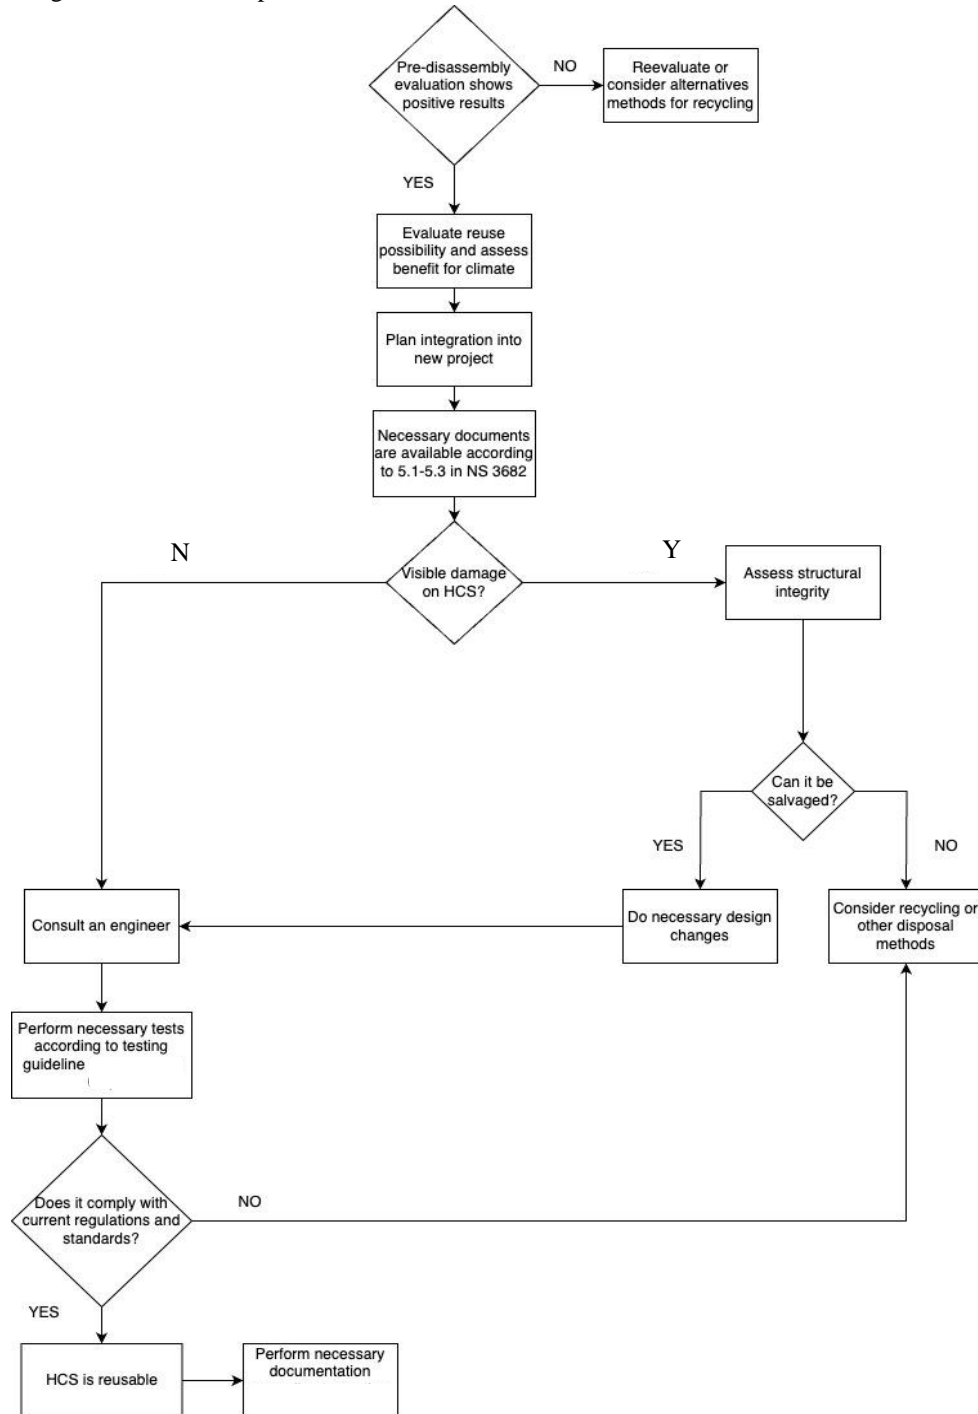 Pre-disassembly
evaluation shows
positive results
NO
Reevaluate or
consider alternatives
methods for recycling
YES
Evaluate reuse
possibility and assess
benefit for climate
Plan integration into
new project
Necessary documents
are available according
to 5.1-5.3 in NS 3682
N
Visible damage
on HCS?
Y
Assess structural
integrity
Can it be
salvaged?
YES
NO
Consult an engineer
Do necessary design
changes
Consider recycling or
other disposal
methods
Perform necessary tests
according to testing
guideline
Does it comply with
current regulations and
standards?
NO
YES
HCS is reusable
Perform necessary
documentation